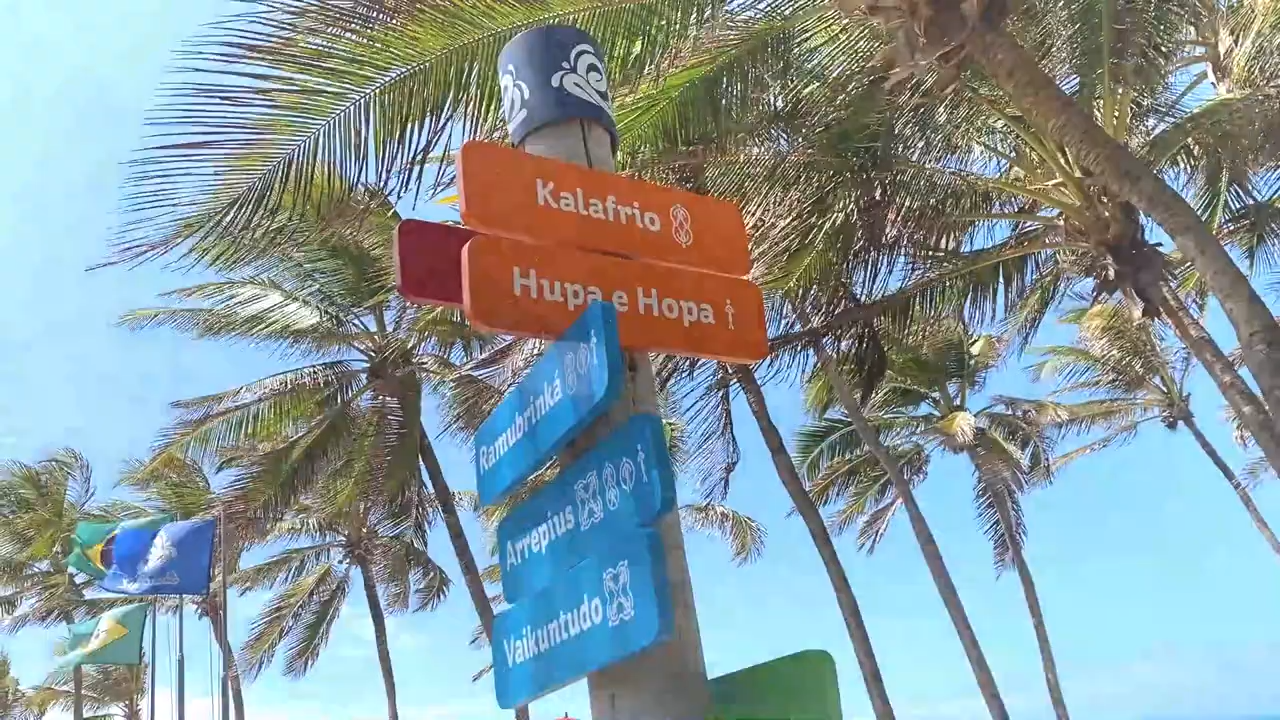 Kalafrio
Hupa e Hopa
Ramubrinká
Arrepius
Vaikuntudo